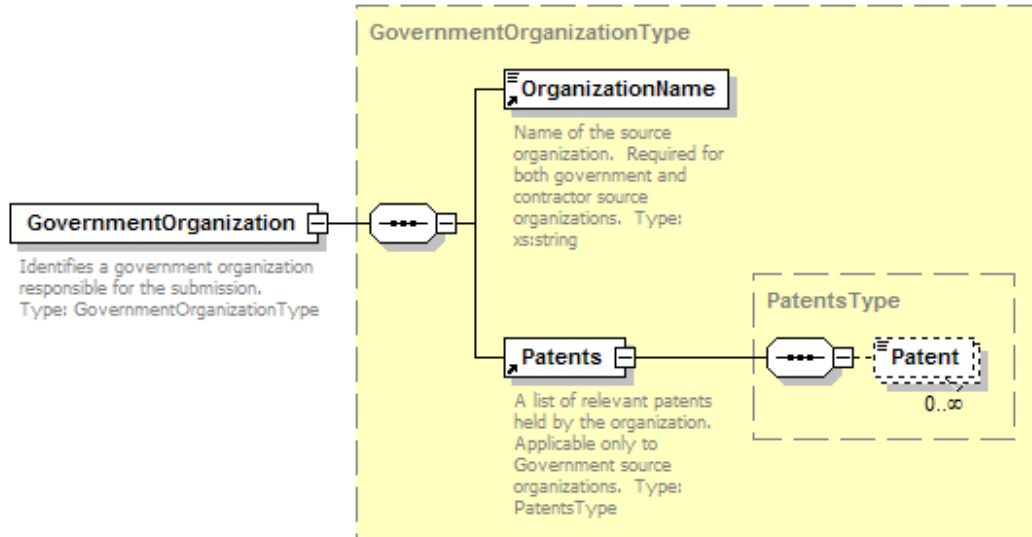 GovernmentOrganizationType
OrganizationName
Name of the source
organization.  Required for
both government and
contractor source
organizations.  Type:
xs:string
GovernmentOrganization
Identifies a government organization
responsible for the submission.
Type: GovernmentOrganizationType
PatentsType
Patents
Patent
0..∞
A list of relevant patents
held by the organization.
Applicable only to
Government source
organizations.  Type:
PatentsType